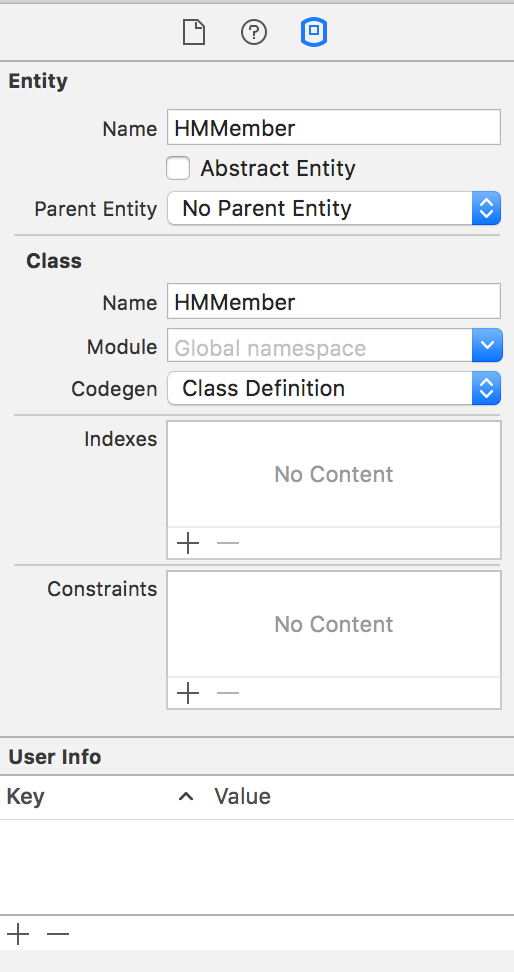 Entity
Name HMMember
Abstract Entity
Parent Entity No Parent Entity
Class
Name HMMember
Module Global namespace
Codegen Class Definition
Indexes
No Content
Constraints
No Content
User Info
Key Value